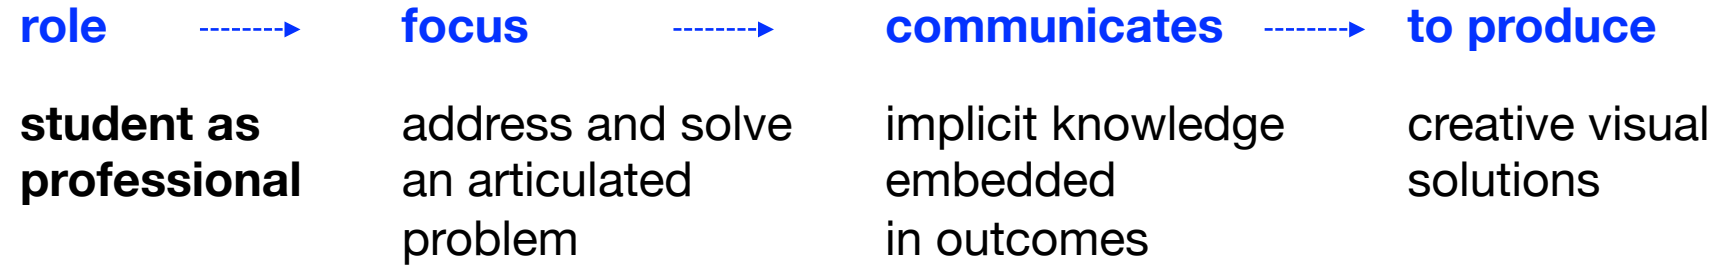 role focus communicates to produce
student as address and solve implicit knowledge creative visual
professional an articulated embedded solutions
problem in outcomes